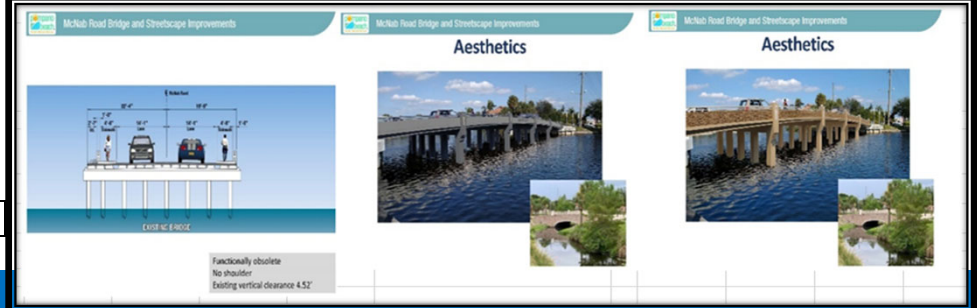 McNab Road Bridge and Streetscape Improvements
EXISTING BRIDGE
Functionally obsolete
No shoulder
Existing vertical clearance 4.52'
McNab Road Bridge and Streetscape Improvements
Aesthetics
McNab Road Bridge and Streetscape Improvements
Aesthetics